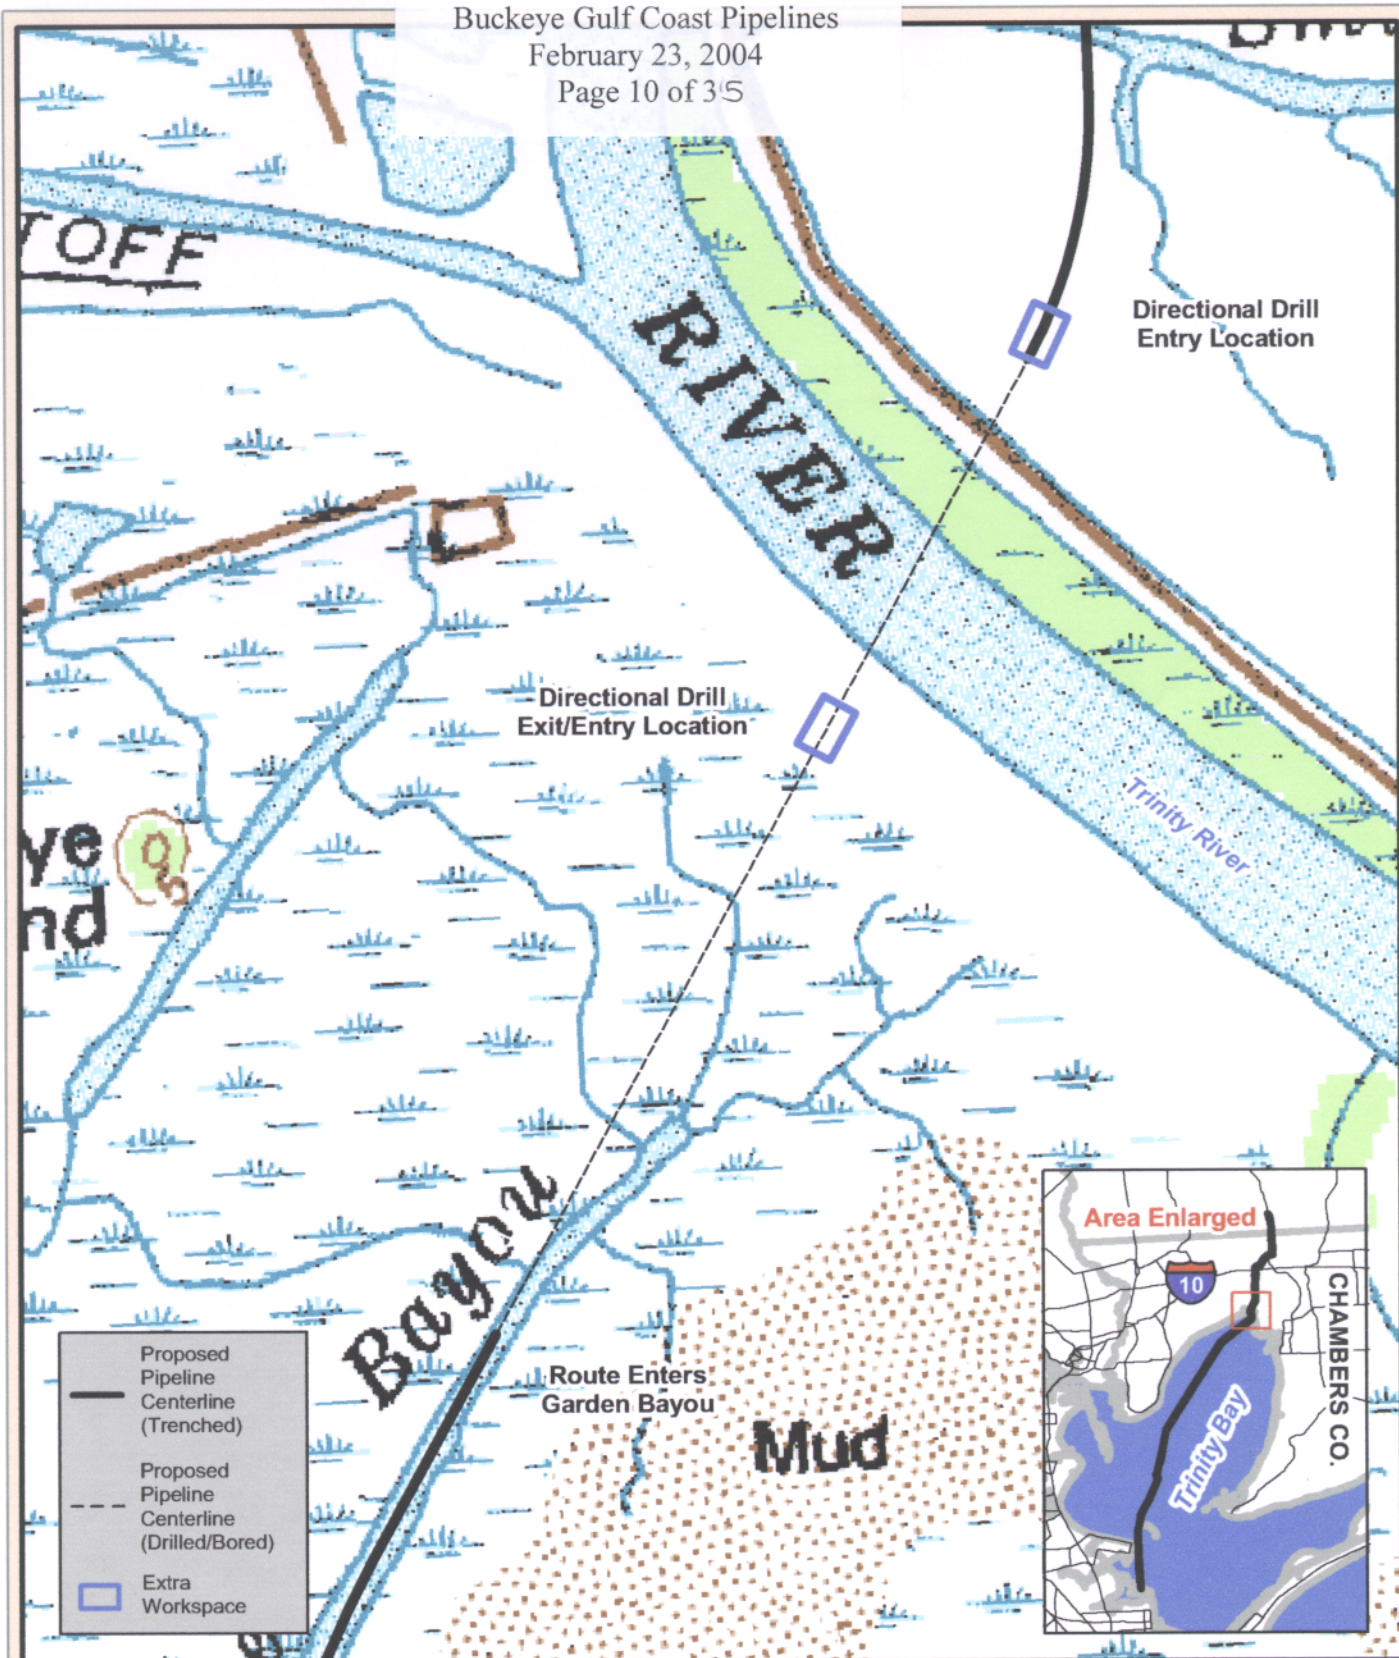 Buckeye Gulf Coast Pipelines
February 23, 2004
Page 10 of 35
TOFF
RIVER
Directional Drill
Entry Location
Directional Drill
Exit/Entry Location
Trinity River
ye
nd
Bayou
Route Enters
Garden Bayou
Mud
Proposed
Pipeline
Centerline
(Trenched)
Proposed
Pipeline
Centerline
(Drilled/Bored)
Extra
Workspace
Area Enlarged
10
CHAMBERS CO.
Trinity Bay